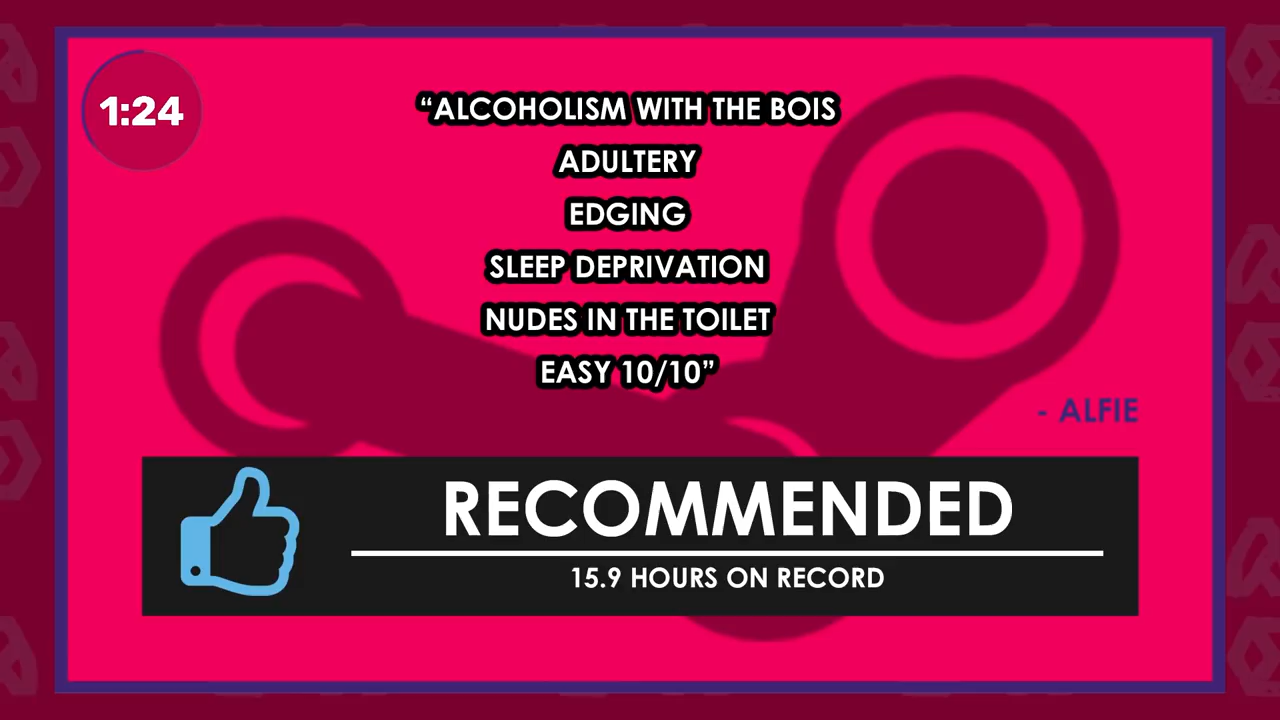 1:24
“ALCOHOLISM WITH THE BOIS
ADULTERY
EDGING
SLEEP DEPRIVATION
NUDES IN THE TOILET
EASY 10/10”
- ALFIE
RECOMMENDED
15.9 HOURS ON RECORD